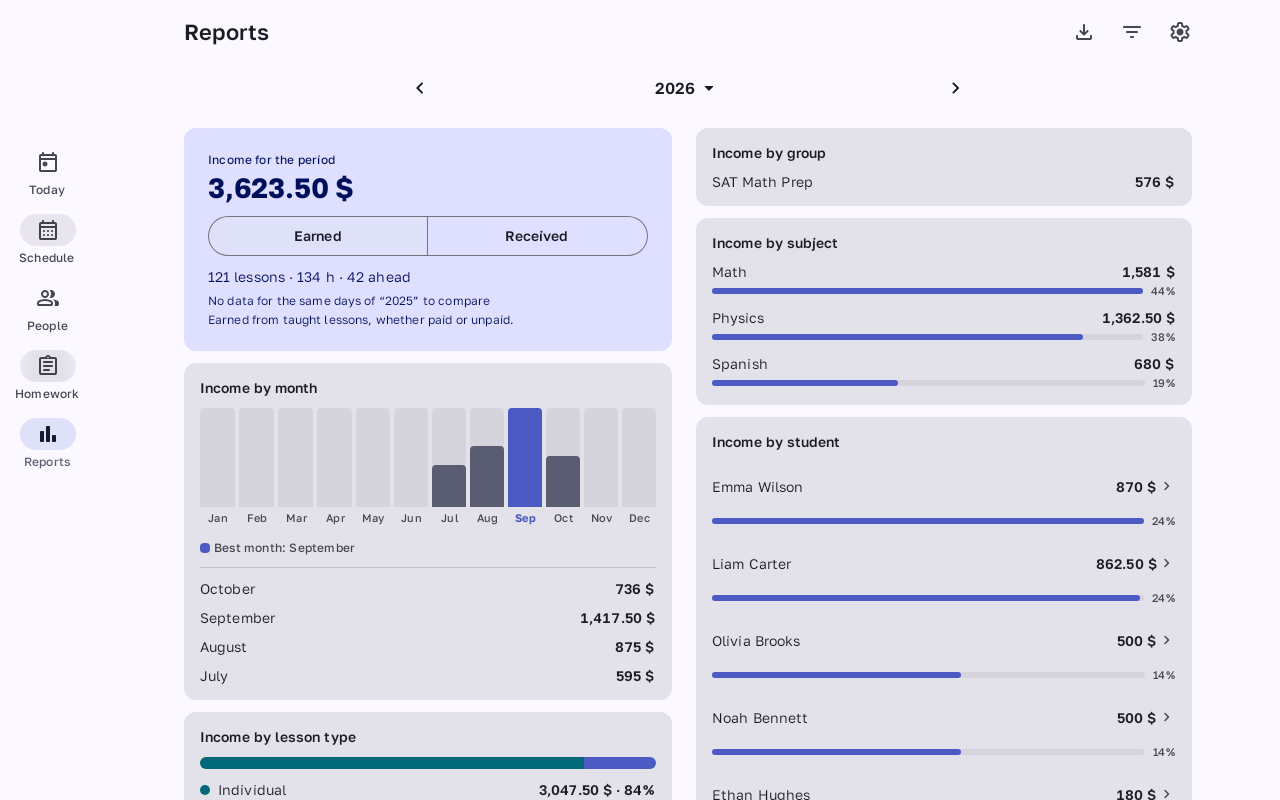 Reports
2026
Today
Schedule
People
Homework
Reports
Income for the period
3,623.50 $
Earned
Received
121 lessons · 134 h · 42 ahead
No data for the same days of “2025” to compare
Earned from taught lessons, whether paid or unpaid.
Income by month
Jan Feb Mar Apr May Jun Jul Aug Sep Oct Nov Dec
Best month: September
October 736 $
September 1,417.50 $
August 875 $
July 595 $
Income by lesson type
Individual 3,047.50 $ · 84%
Income by group
SAT Math Prep 576 $
Income by subject
Math 1,581 $
44%
Physics 1,362.50 $
38%
Spanish 680 $
19%
Income by student
Emma Wilson 870 $
24%
Liam Carter 862.50 $
24%
Olivia Brooks 500 $
14%
Noah Bennett 500 $
14%
Ethan Hughes 180 $